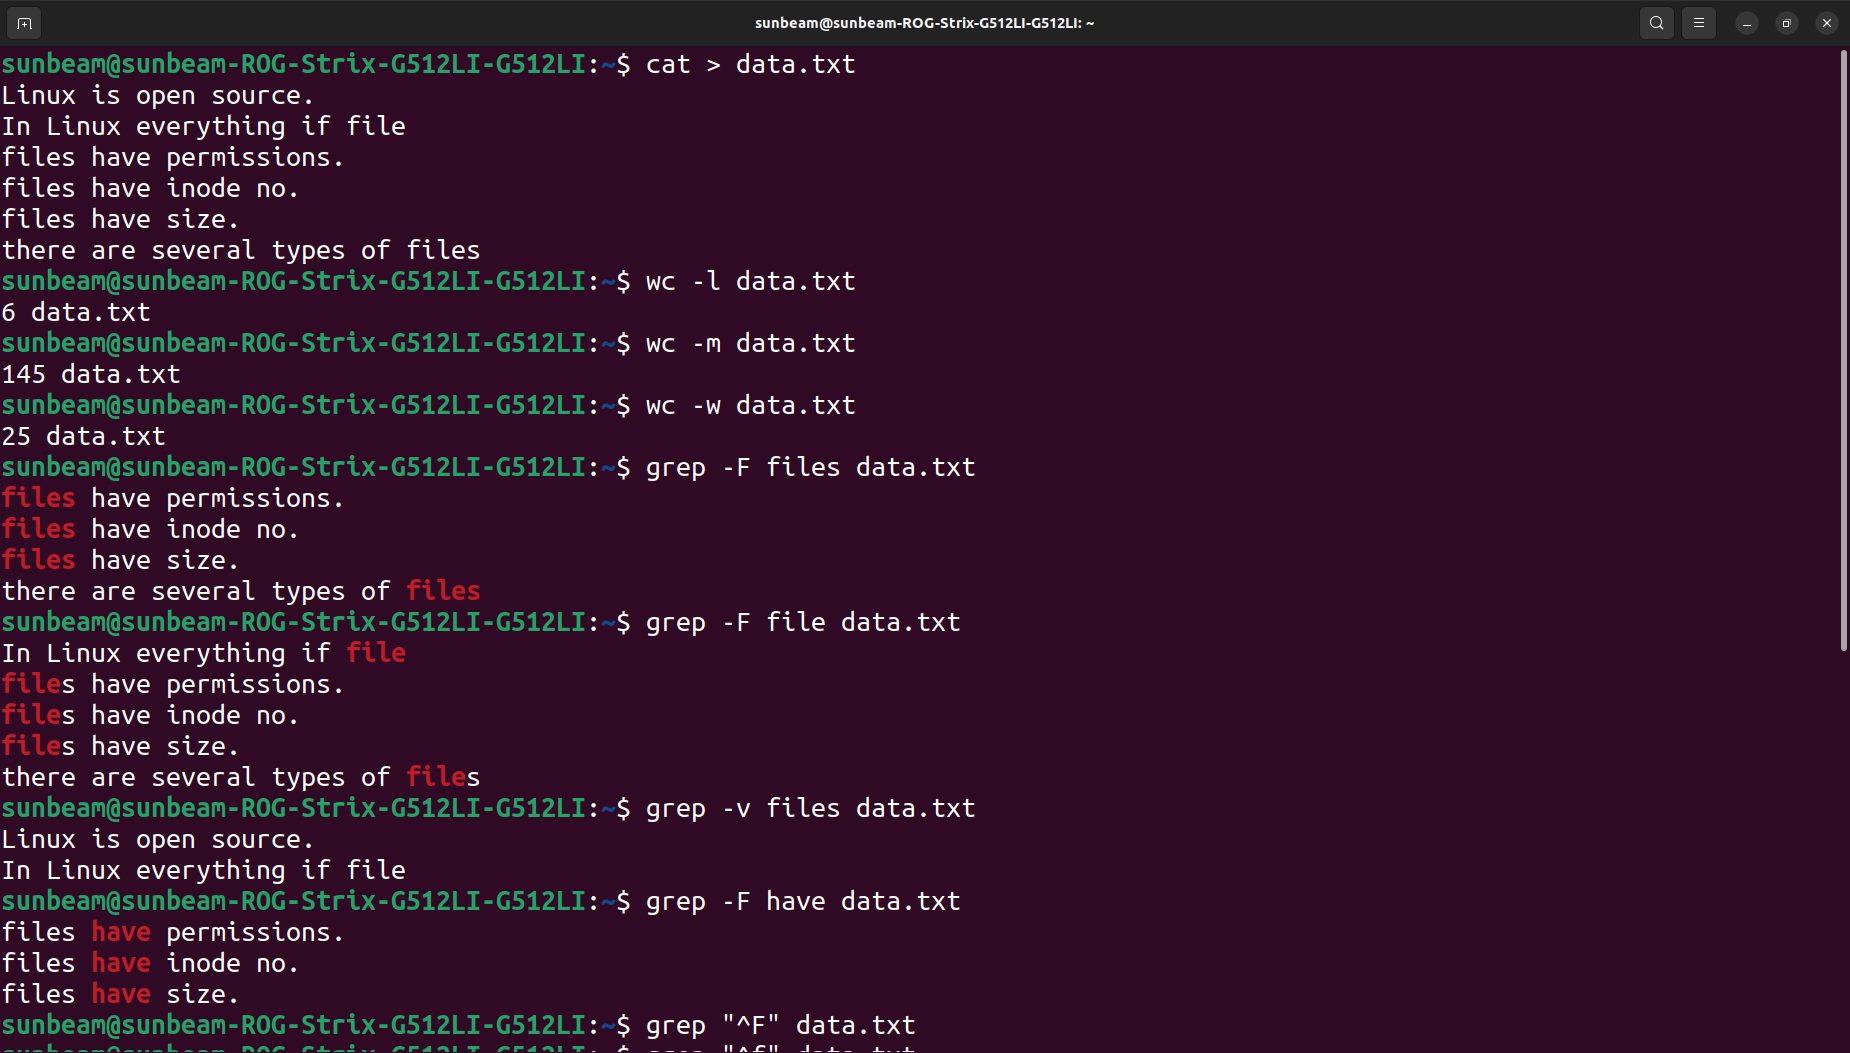 sunbeam@sunbeam-ROG-Strix-G512LI-G512LI: ~
sunbeam@sunbeam-ROG-Strix-G512LI-G512LI:~$ cat > data.txt
Linux is open source.
In Linux everything if file
files have permissions.
files have inode no.
files have size.
there are several types of files
sunbeam@sunbeam-ROG-Strix-G512LI-G512LI:~$ wc -l data.txt
6 data.txt
sunbeam@sunbeam-ROG-Strix-G512LI-G512LI:~$ wc -m data.txt
145 data.txt
sunbeam@sunbeam-ROG-Strix-G512LI-G512LI:~$ wc -w data.txt
25 data.txt
sunbeam@sunbeam-ROG-Strix-G512LI-G512LI:~$ grep -F files data.txt
files have permissions.
files have inode no.
files have size.
there are several types of files
sunbeam@sunbeam-ROG-Strix-G512LI-G512LI:~$ grep -F file data.txt
In Linux everything if file
files have permissions.
files have inode no.
files have size.
there are several types of files
sunbeam@sunbeam-ROG-Strix-G512LI-G512LI:~$ grep -v files data.txt
Linux is open source.
In Linux everything if file
sunbeam@sunbeam-ROG-Strix-G512LI-G512LI:~$ grep -F have data.txt
files have permissions.
files have inode no.
files have size.
sunbeam@sunbeam-ROG-Strix-G512LI-G512LI:~$ grep "^F" data.txt
sunbeam@sunbeam-ROG-Strix-G512LI-G512LI:~$ grep "^f" data.txt